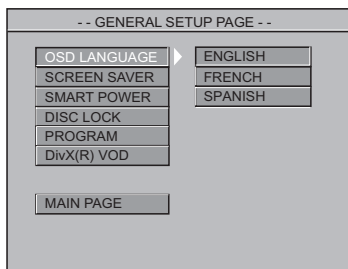 - - GENERAL SETUP PAGE - -
OSD LANGUAGE
ENGLISH
SCREEN SAVER
FRENCH
SMART POWER
SPANISH
DISC LOCK
PROGRAM
DivX(R) VOD
MAIN PAGE